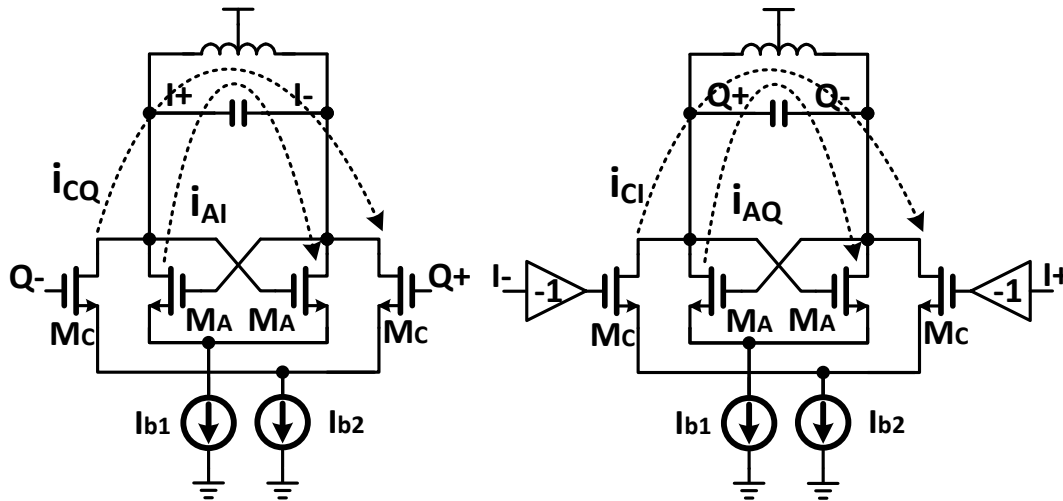 I+ I- Q+ Q-
iCQ iAI iCI iAQ
Q- Q+ I- -1 -1 I+
MC MA MA MC MC MA MA MC
Ib1 Ib2 Ib1 Ib2